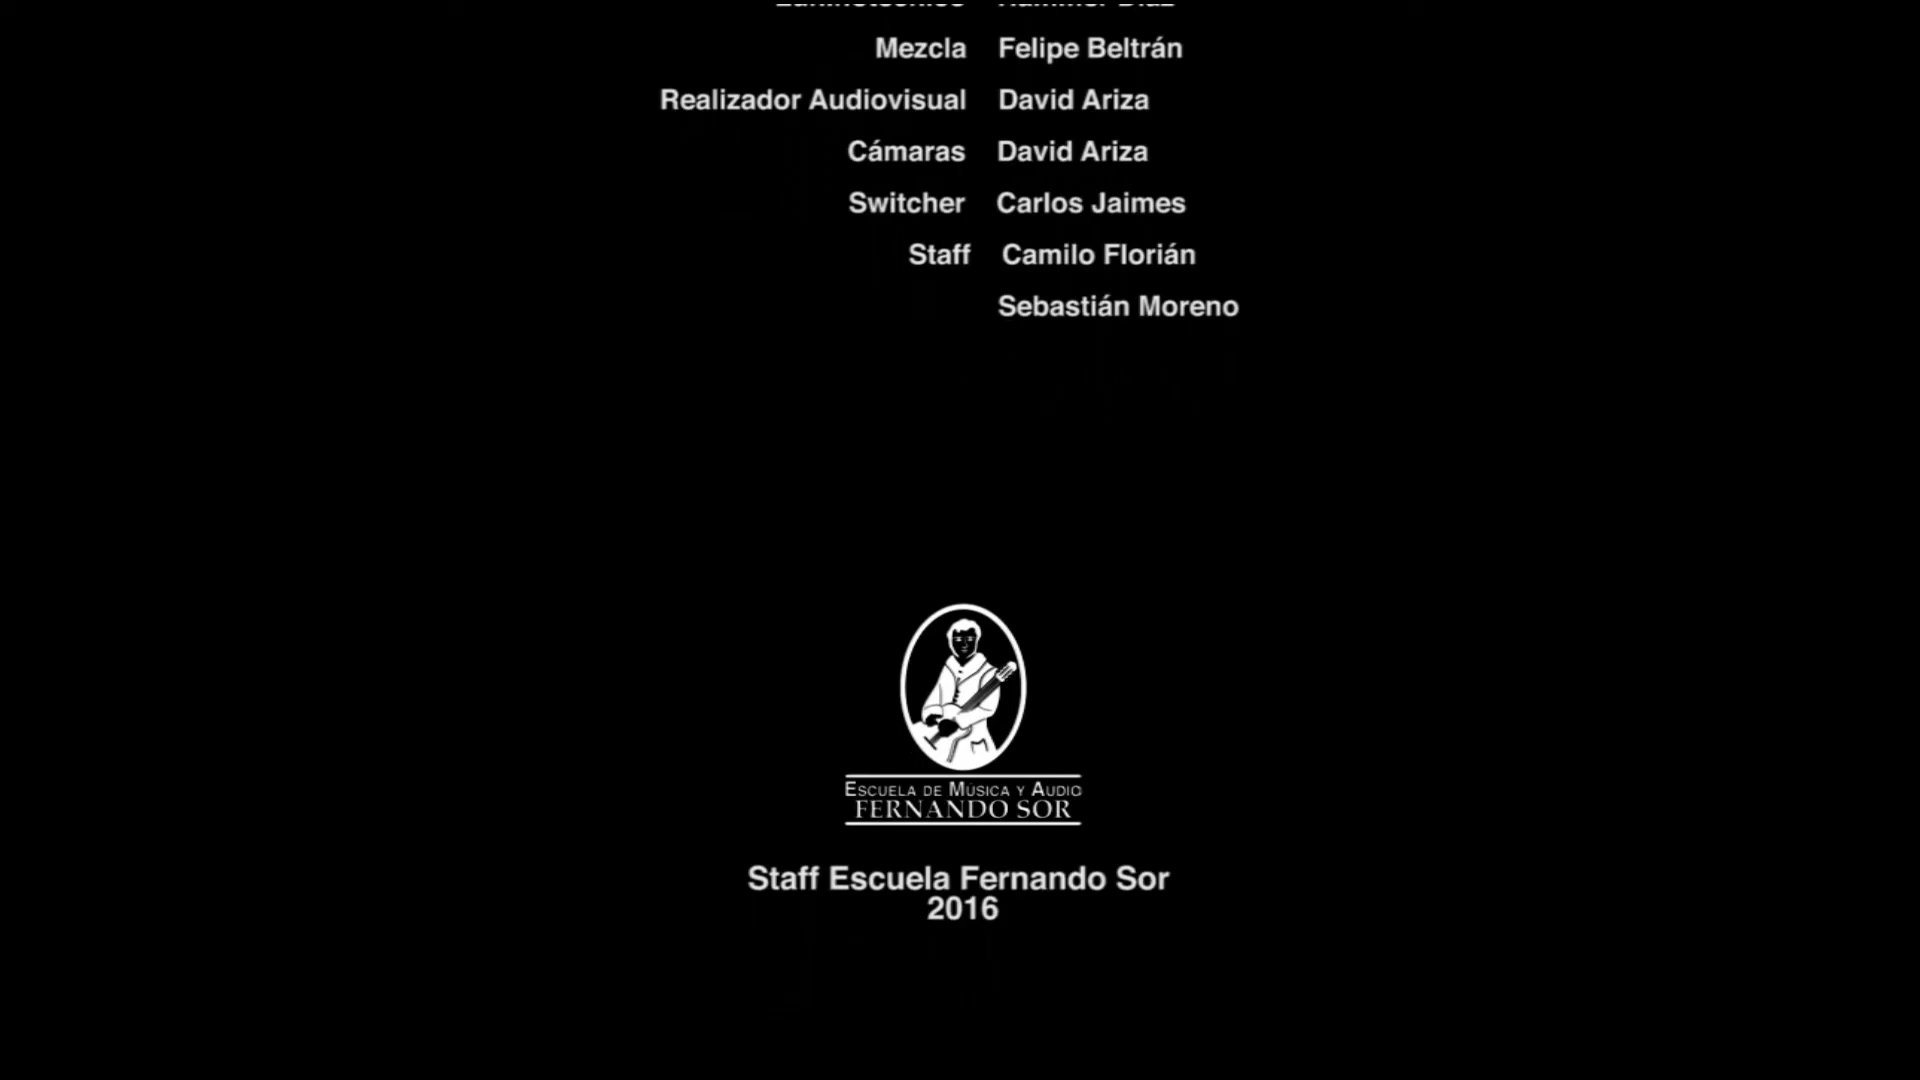 Mezcla Felipe Beltrán
Realizador Audiovisual David Ariza
Cámaras David Ariza
Switcher Carlos Jaimes
Staff Camilo Florián
Sebastián Moreno
ESCUELA DE MÚSICA Y AUDIO
FERNANDO SOR
Staff Escuela Fernando Sor
2016